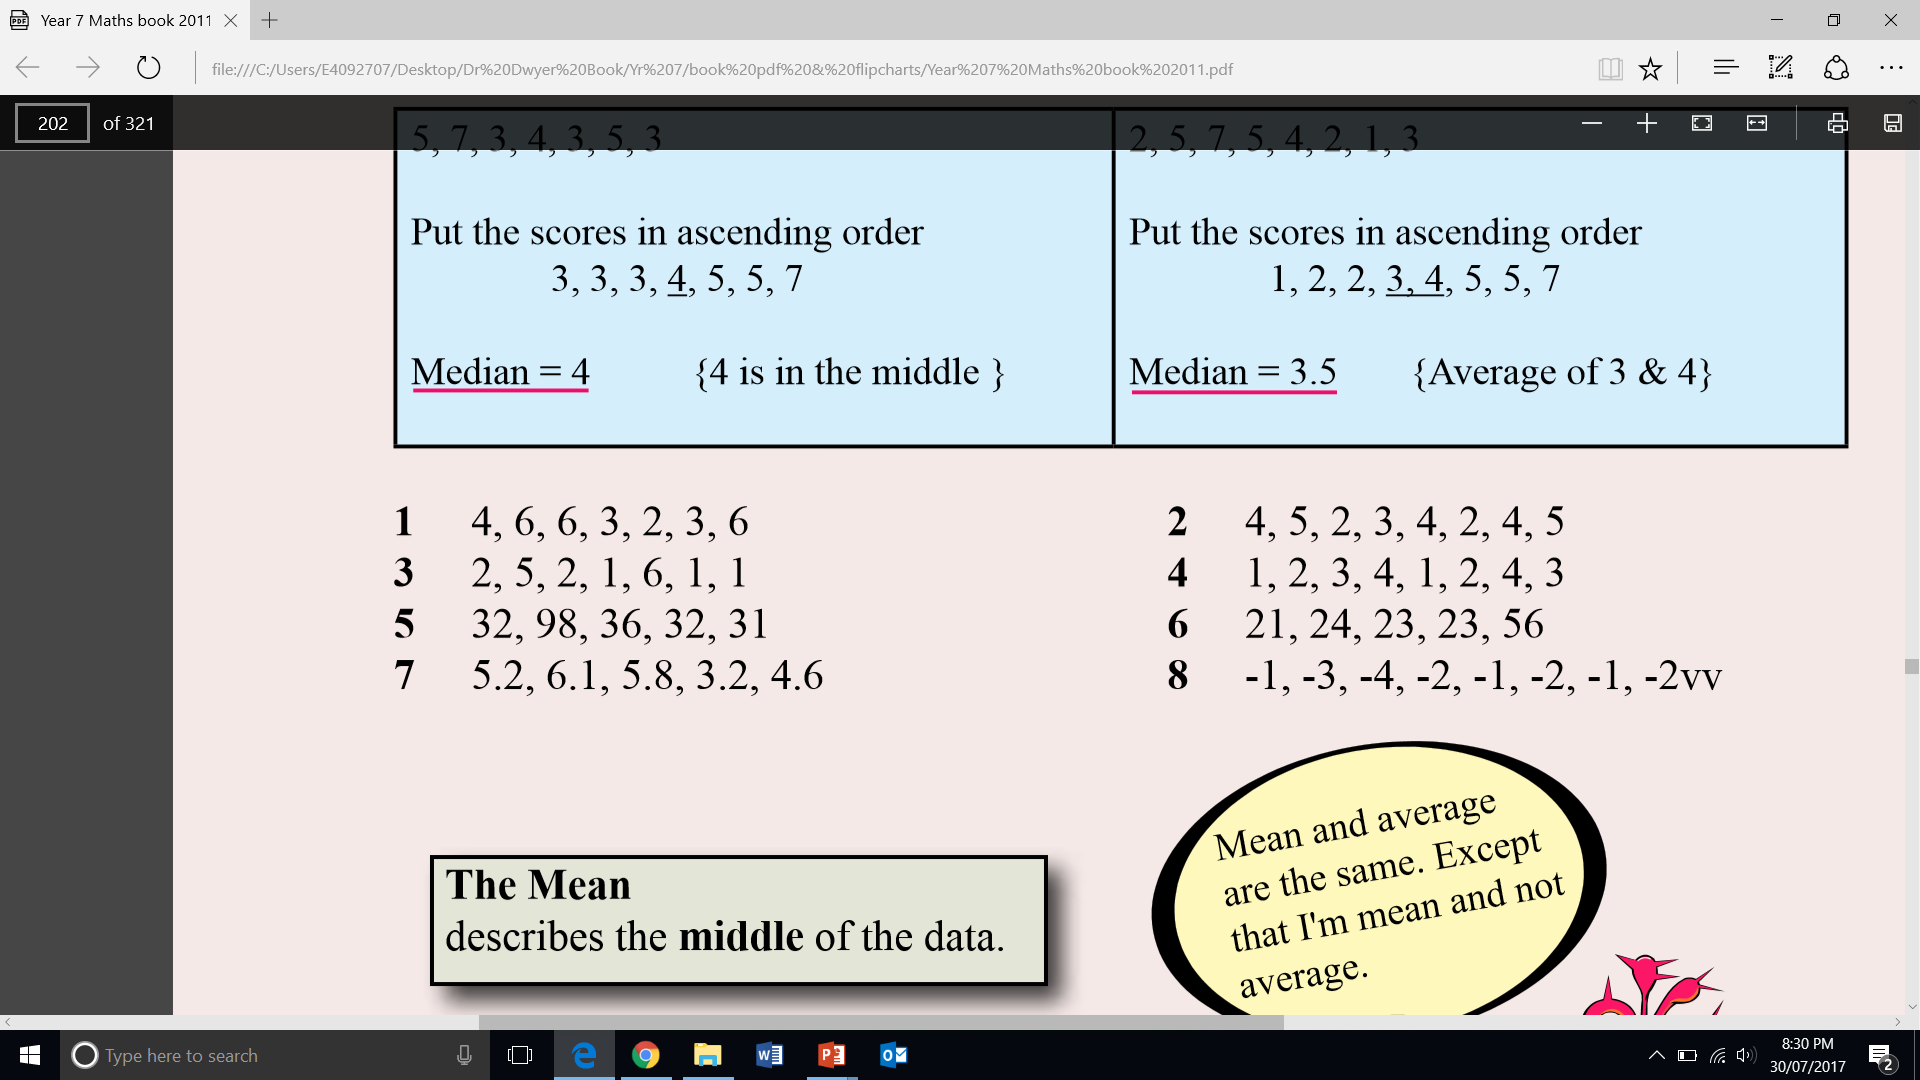 Year 7 Maths book 2011
file:///C:/Users/E4092707/Desktop/Dr%20Dwyer%20Book/Yr%207/book%20pdf%20&%20flipcharts/Year%207%20Maths%20book%202011.pdf
202 of 321
5, 7, 3, 4, 3, 5, 3
2, 5, 7, 5, 4, 2, 1, 3
Put the scores in ascending order
3, 3, 3, 4, 5, 5, 7
Median = 4 {4 is in the middle }
Put the scores in ascending order
1, 2, 2, 3, 4, 5, 5, 7
Median = 3.5 {Average of 3 & 4}
1 4, 6, 6, 3, 2, 3, 6
2 4, 5, 2, 3, 4, 2, 4, 5
3 2, 5, 2, 1, 6, 1, 1
4 1, 2, 3, 4, 1, 2, 4, 3
5 32, 98, 36, 32, 31
6 21, 24, 23, 23, 56
7 5.2, 6.1, 5.8, 3.2, 4.6
8 -1, -3, -4, -2, -1, -2, -1, -2vv
The Mean
describes the middle of the data.
Mean and average
are the same. Except
that I'm mean and not
average.
Type here to search
8:30 PM
30/07/2017
2